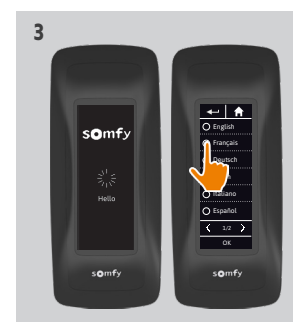 3
somfy
Hello
somfy
English
Français
Deutsch
Italiano
Español
1/2
OK
somfy